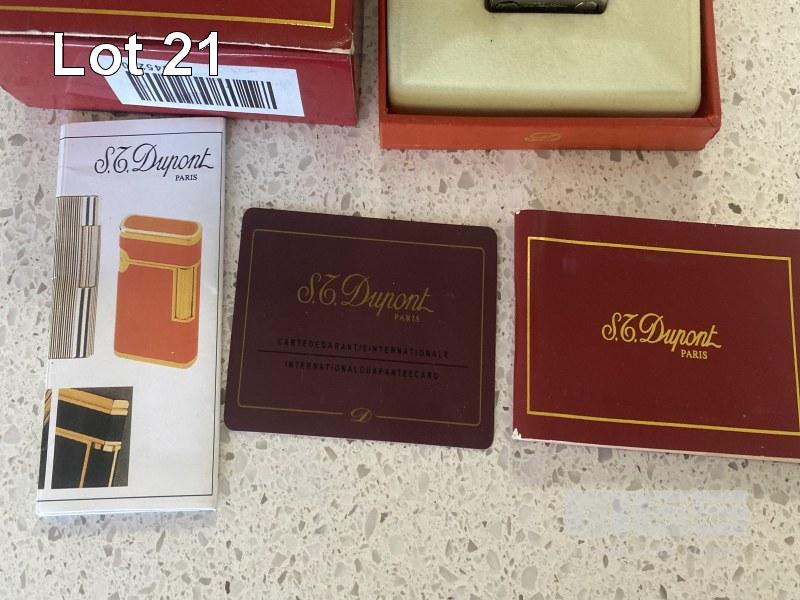 Lot 21
S.T. Dupont
PARIS
S.T. Dupont
PARIS
CARTE DE GARANTIE INTERNATIONALE
INTERNATIONAL GUARANTEE CARD
D
S.T. Dupont
PARIS
D